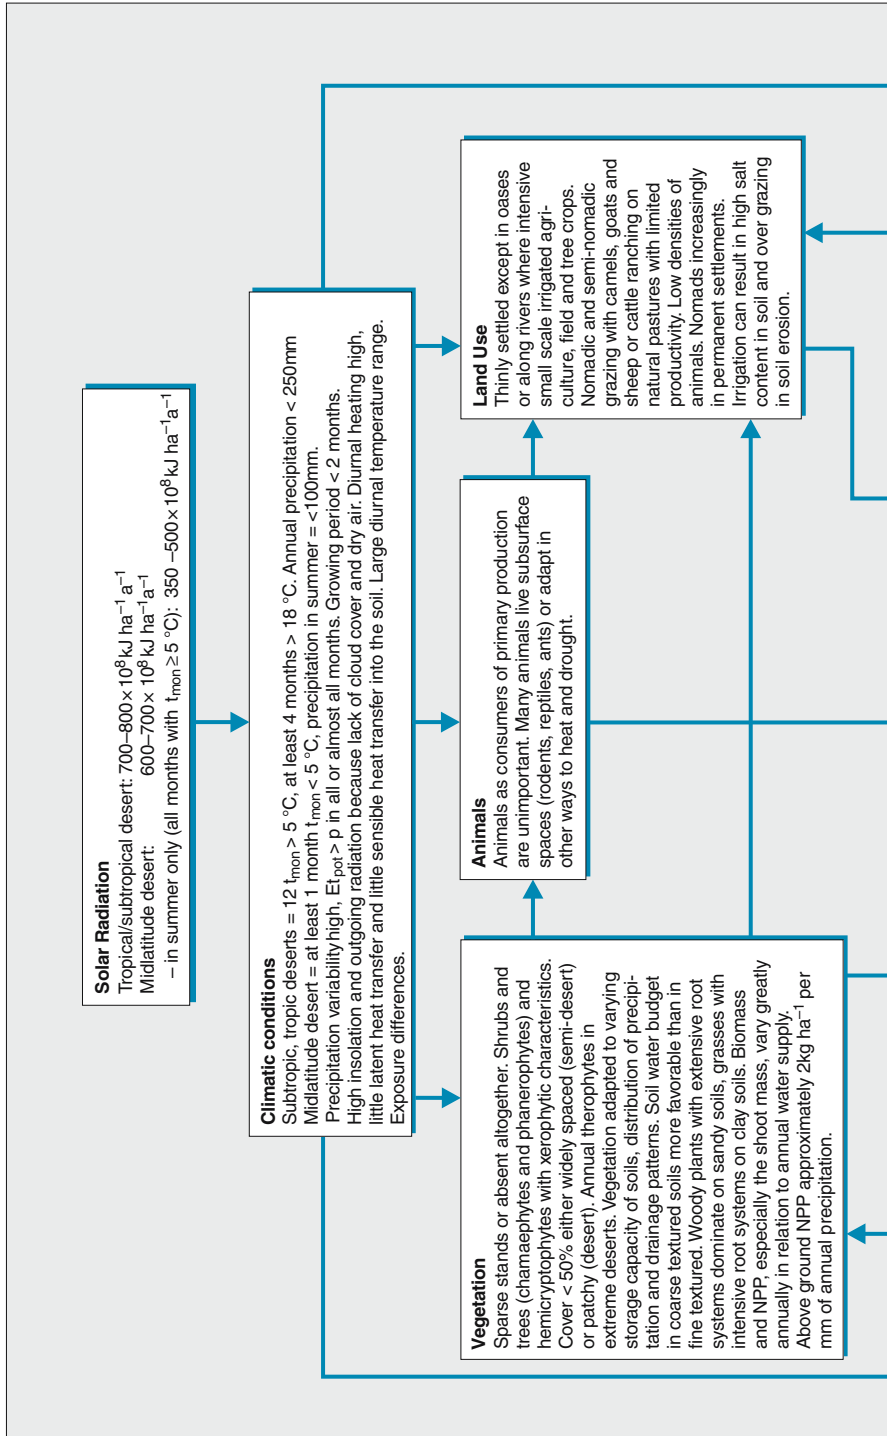 Solar Radiation
Tropical/subtropical desert: 700–800×10⁸kJ ha⁻¹a⁻¹
Midlatitude desert: 600–700×10⁸kJ ha⁻¹a⁻¹
– in summer only (all months with tmon≥5 °C): 350 –500×10⁸kJ ha⁻¹a⁻¹
Climatic conditions
Subtropic, tropic deserts = 12 tmon> 5 °C, at least 4 months > 18 °C. Annual precipitation < 250mm
Midlatitude desert = at least 1 month tmon< 5 °C, precipitation in summer = <100mm.
Precipitation variability high, Etpot> p in all or almost all months. Growing period < 2 months.
High insolation and outgoing radiation because lack of cloud cover and dry air. Diurnal heating high,
little latent heat transfer and little sensible heat transfer into the soil. Large diurnal temperature range.
Exposure differences.
Vegetation
Sparse stands or absent altogether. Shrubs and
trees (chamaephytes and phanerophytes) and
hemicryptophytes with xerophytic characteristics.
Cover < 50% either widely spaced (semi-desert)
or patchy (desert). Annual therophytes in
extreme deserts. Vegetation adapted to varying
storage capacity of soils, distribution of precipi-
tation and drainage patterns. Soil water budget
in coarse textured soils more favorable than in
fine textured. Woody plants with extensive root
systems dominate on sandy soils, grasses with
intensive root systems on clay soils. Biomass
and NPP, especially the shoot mass, vary greatly
annually in relation to annual water supply.
Above ground NPP approximately 2kg ha⁻¹ per
mm of annual precipitation.
Animals
Animals as consumers of primary production
are unimportant. Many animals live subsurface
spaces (rodents, reptiles, ants) or adapt in
other ways to heat and drought.
Land Use
Thinly settled except in oases
or along rivers where intensive
small scale irrigated agri-
culture, field and tree crops.
Nomadic and semi-nomadic
grazing with camels, goats and
sheep or cattle ranching on
natural pastures with limited
productivity. Low densities of
animals. Nomads increasingly
in permanent settlements.
Irrigation can result in high salt
content in soil and over grazing
in soil erosion.